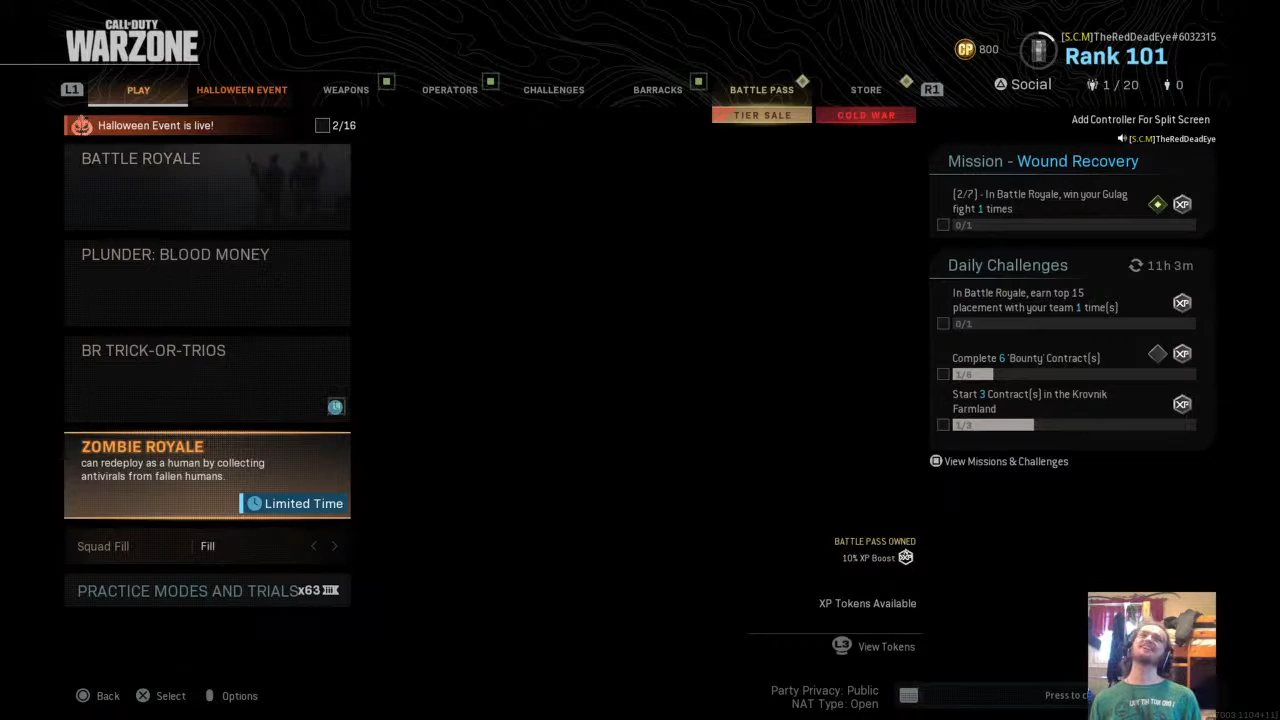 CALL OF DUTY
WARZONE
CP 800
[S.C.M]TheRedDeadEye#6032315
Rank 101
L1
PLAY
HALLOWEEN EVENT
WEAPONS
OPERATORS
CHALLENGES
BARRACKS
BATTLE PASS
STORE
R1
Social
1 / 20
0
TIER SALE
COLD WAR
Halloween Event is live!
2/16
Add Controller For Split Screen
[S.C.M]TheRedDeadEye
BATTLE ROYALE
PLUNDER: BLOOD MONEY
BR TRICK-OR-TRIOS
ZOMBIE ROYALE
can redeploy as a human by collecting
antivirals from fallen humans.
Limited Time
Squad Fill
Fill
PRACTICE MODES AND TRIALS
x63
Mission - Wound Recovery
[2/7] - In Battle Royale, win your Gulag
fight 1 times
XP
0/1
Daily Challenges
11h 3m
In Battle Royale, earn top 15
placement with your team 1 time(s)
XP
0/1
Complete 6 'Bounty' Contract(s)
XP
1/6
Start 3 Contract(s) in the Krovnik
Farmland
XP
1/3
View Missions & Challenges
BATTLE PASS OWNED
10% XP Boost
XP Tokens Available
L3
View Tokens
Back
Select
Options
Party Privacy: Public
NAT Type: Open
Press to